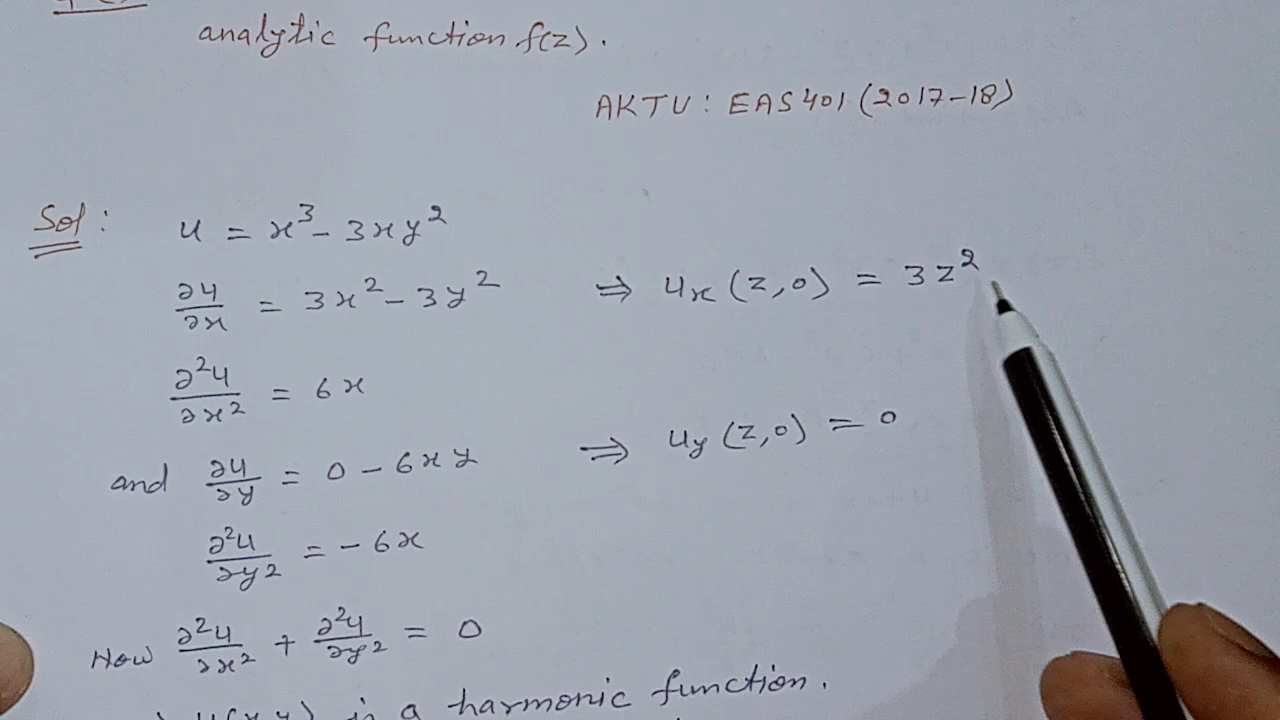 analytic function f(z).
AKTU: EAS401 (2017-18)
Sol: u = x³ - 3xy²
∂u/∂x = 3x² - 3y² ⇒ ux (z,0) = 3z²
∂²u/∂x² = 6x
and ∂u/∂y = 0 - 6xy ⇒ uy (z,0) = 0
∂²u/∂y² = -6x
Now ∂²u/∂x² + ∂²u/∂y² = 0
is a harmonic function.